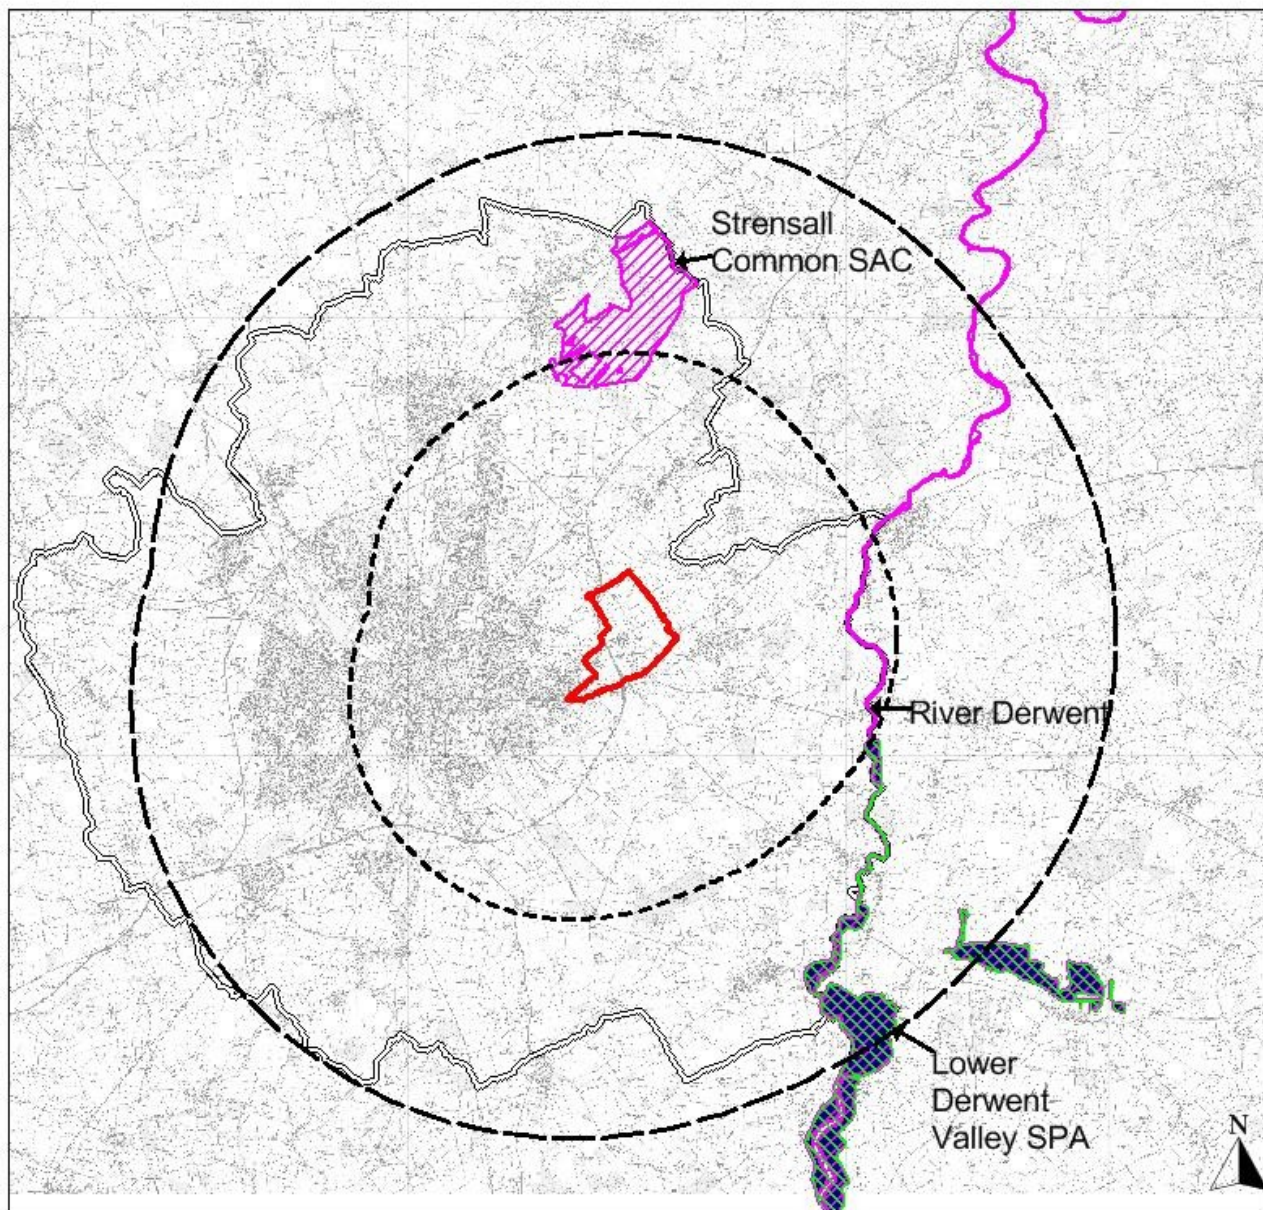 Strensall
Common SAC
River Derwent
Lower
Derwent
Valley SPA
N